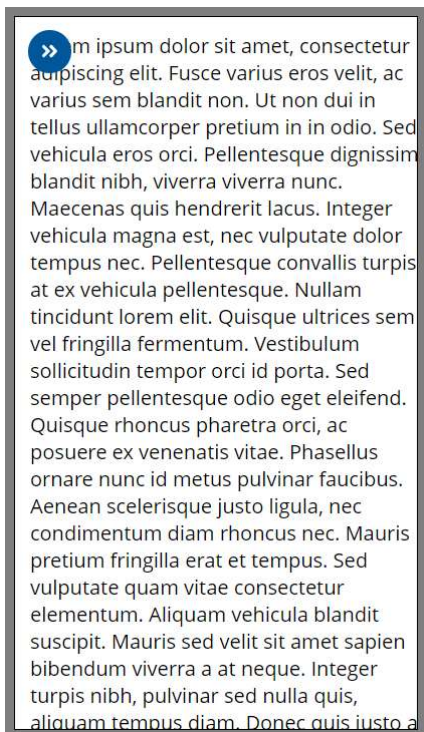 »
m ipsum dolor sit amet, consectetur
adipiscing elit. Fusce varius eros velit, ac
varius sem blandit non. Ut non dui in
tellus ullamcorper pretium in in odio. Sed
vehicula eros orci. Pellentesque dignissim
blandit nibh, viverra viverra nunc.
Maecenas quis hendrerit lacus. Integer
vehicula magna est, nec vulputate dolor
tempus nec. Pellentesque convallis turpis
at ex vehicula pellentesque. Nullam
tincidunt lorem elit. Quisque ultrices sem
vel fringilla fermentum. Vestibulum
sollicitudin tempor orci id porta. Sed
semper pellentesque odio eget eleifend.
Quisque rhoncus pharetra orci, ac
posuere ex venenatis vitae. Phasellus
ornare nunc id metus pulvinar faucibus.
Aenean scelerisque justo ligula, nec
condimentum diam rhoncus nec. Mauris
pretium fringilla erat et tempus. Sed
vulputate quam vitae consectetur
elementum. Aliquam vehicula blandit
suscipit. Mauris sed velit sit amet sapien
bibendum viverra a at neque. Integer
turpis nibh, pulvinar sed nulla quis,
aliquam tempus diam. Donec quis justo a